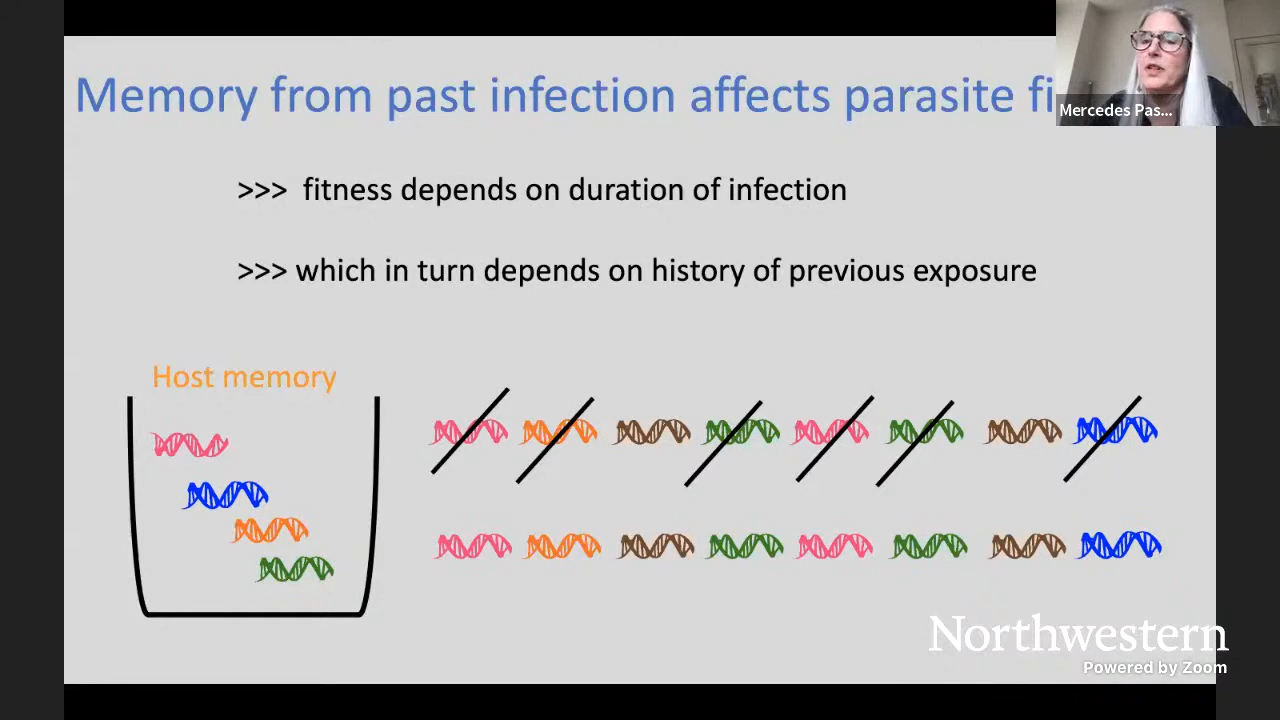 Memory from past infection affects parasite fi
Mercedes Pas...
>>> fitness depends on duration of infection
>>> which in turn depends on history of previous exposure
Host memory
Northwestern
Powered by Zoom